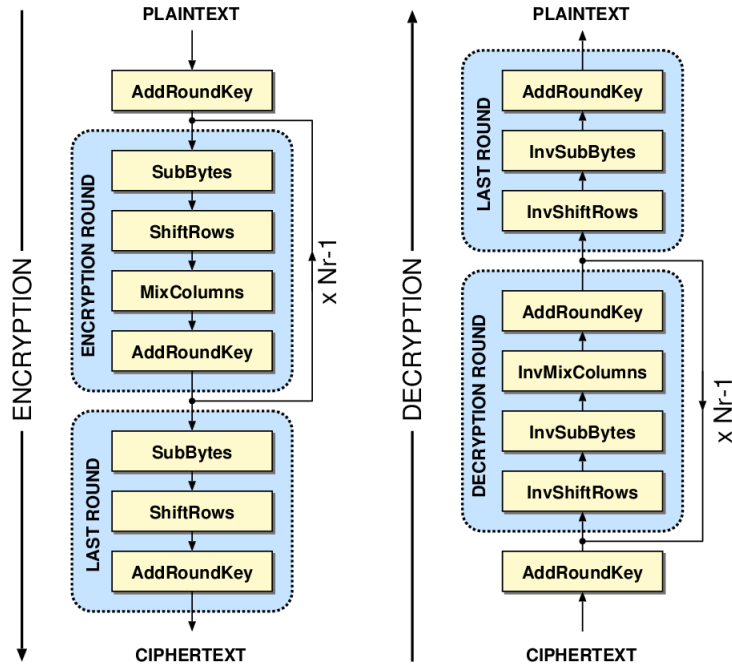 PLAINTEXT
AddRoundKey
SubBytes
ShiftRows
MixColumns
AddRoundKey
ENCRYPTION ROUND
x Nr-1
SubBytes
ShiftRows
AddRoundKey
LAST ROUND
CIPHERTEXT
ENCRYPTION
PLAINTEXT
AddRoundKey
InvSubBytes
InvShiftRows
LAST ROUND
AddRoundKey
InvMixColumns
InvSubBytes
InvShiftRows
DECRYPTION ROUND
x Nr-1
AddRoundKey
CIPHERTEXT
DECRYPTION